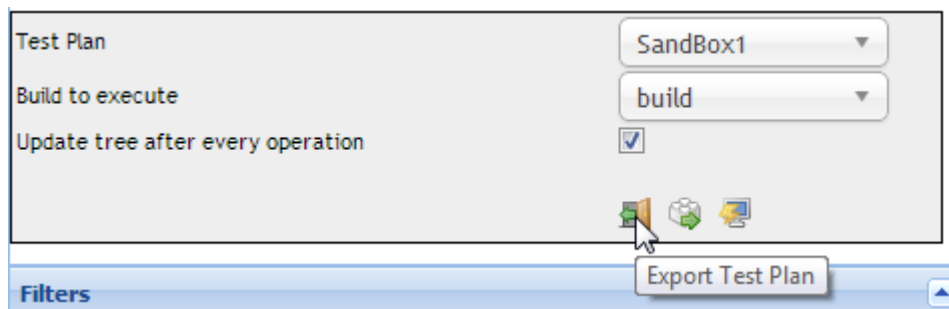 Test Plan SandBox1
Build to execute build
Update tree after every operation
Export Test Plan
Filters